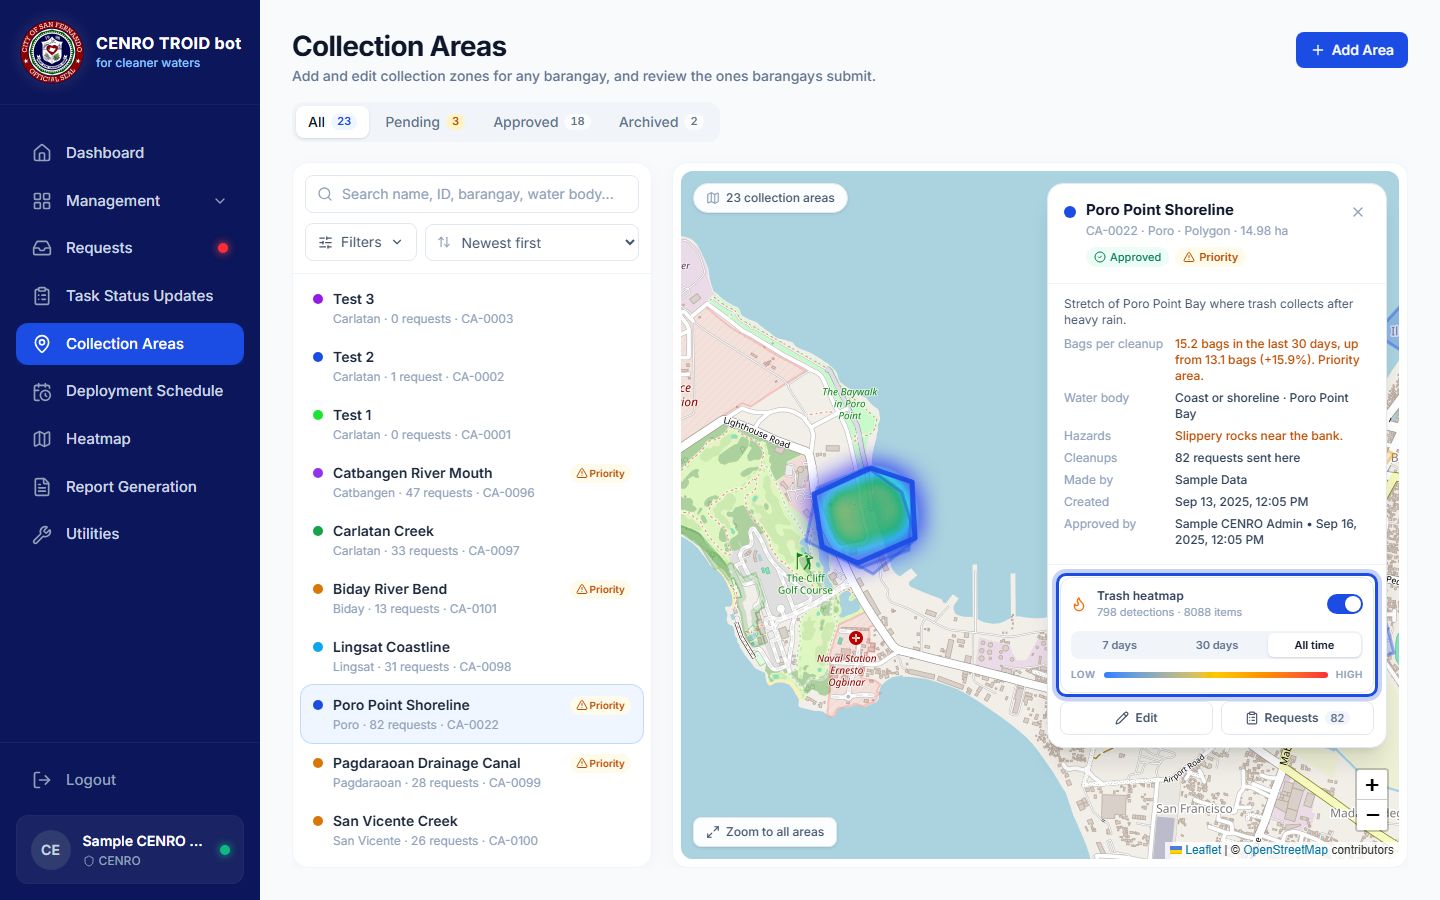 CITY OF SAN FERNANDO
OFFICIAL SEAL
CENRO TROID bot
for cleaner waters
Dashboard
Management
Requests
Task Status Updates
Collection Areas
Deployment Schedule
Heatmap
Report Generation
Utilities
Logout
CE
Sample CENRO ...
CENRO
Collection Areas
Add and edit collection zones for any barangay, and review the ones barangays submit.
+ Add Area
All 23
Pending 3
Approved 18
Archived 2
Search name, ID, barangay, water body...
Filters
Newest first
Test 3
Carlatan · 0 requests · CA-0003
Test 2
Carlatan · 1 request · CA-0002
Test 1
Carlatan · 0 requests · CA-0001
Catbangen River Mouth
Priority
Catbangen · 47 requests · CA-0096
Carlatan Creek
Carlatan · 33 requests · CA-0097
Biday River Bend
Priority
Biday · 13 requests · CA-0101
Lingsat Coastline
Lingsat · 31 requests · CA-0098
Poro Point Shoreline
Priority
Poro · 82 requests · CA-0022
Pagdaraoan Drainage Canal
Priority
Pagdaraoan · 28 requests · CA-0099
San Vicente Creek
San Vicente · 26 requests · CA-0100
23 collection areas
er
ce
ion
The Baywalk
in Poro
Point
Lighthouse Road
The Cliff
Golf Course
Naval Station
Ernesto
Ogbinar
Airport Road
San Francisco
Zoom to all areas
+
−
Leaflet | © OpenStreetMap contributors
Poro Point Shoreline
CA-0022 · Poro · Polygon · 14.98 ha
Approved
Priority
Stretch of Poro Point Bay where trash collects after
heavy rain.
Bags per cleanup
15.2 bags in the last 30 days, up
from 13.1 bags (+15.9%). Priority
area.
Water body
Coast or shoreline · Poro Point
Bay
Hazards
Slippery rocks near the bank.
Cleanups
82 requests sent here
Made by
Sample Data
Created
Sep 13, 2025, 12:05 PM
Approved by
Sample CENRO Admin • Sep 16,
2025, 12:05 PM
Trash heatmap
798 detections · 8088 items
7 days
30 days
All time
LOW
HIGH
Edit
Requests 82